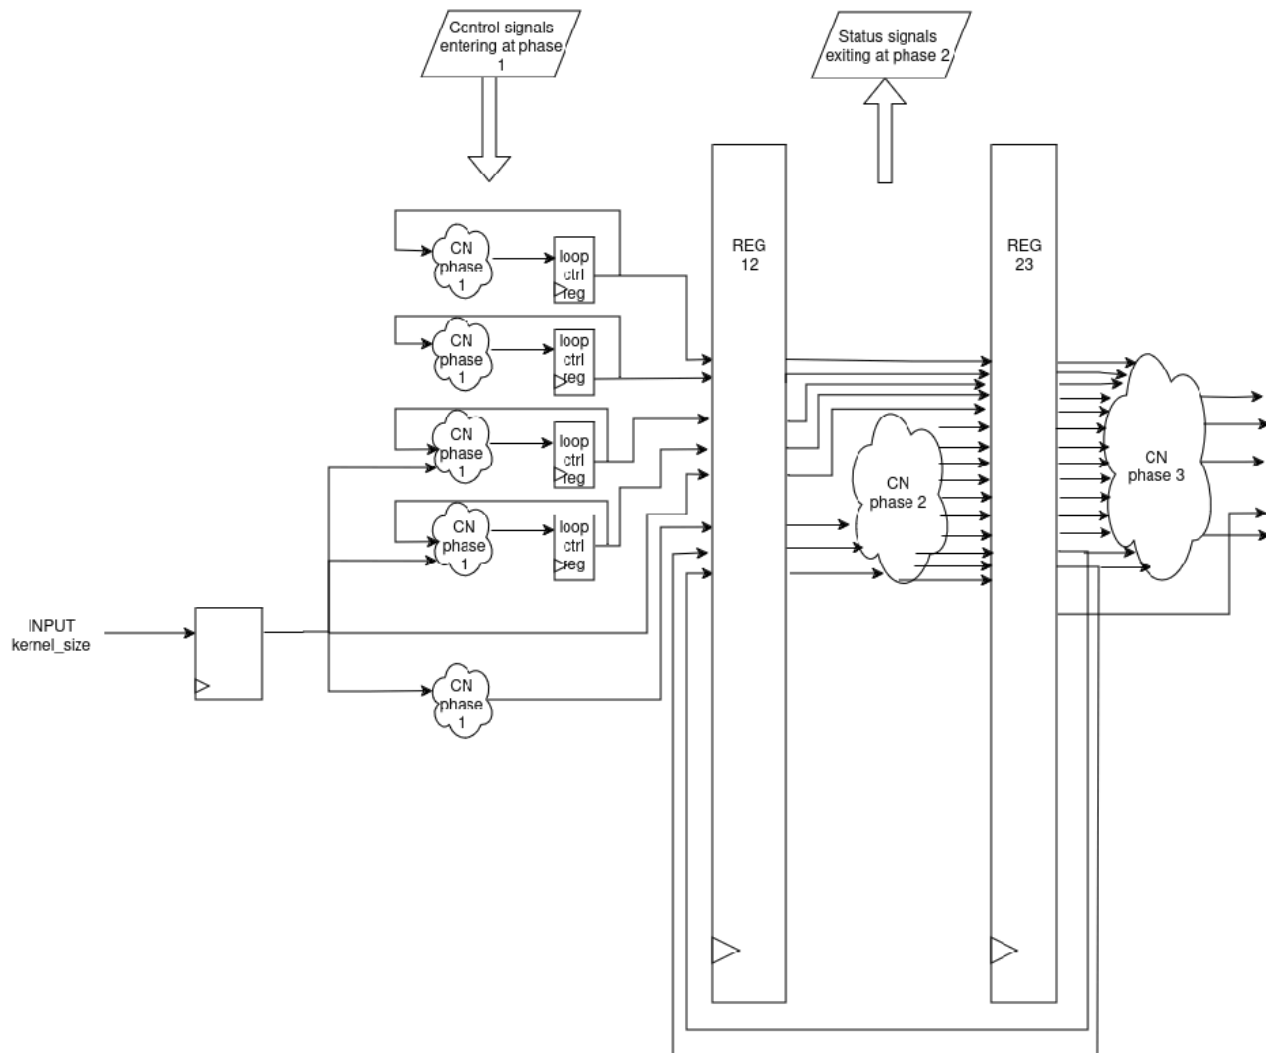 Control signals
entering at phase
1
Status signals
exiting at phase 2
REG
12
REG
23
CN
phase
1
loop
ctrl
reg
CN
phase
1
loop
ctrl
reg
CN
phase
1
loop
ctrl
reg
CN
phase
1
loop
ctrl
reg
CN
phase 2
CN
phase 3
INPUT
kernel_size
CN
phase
1